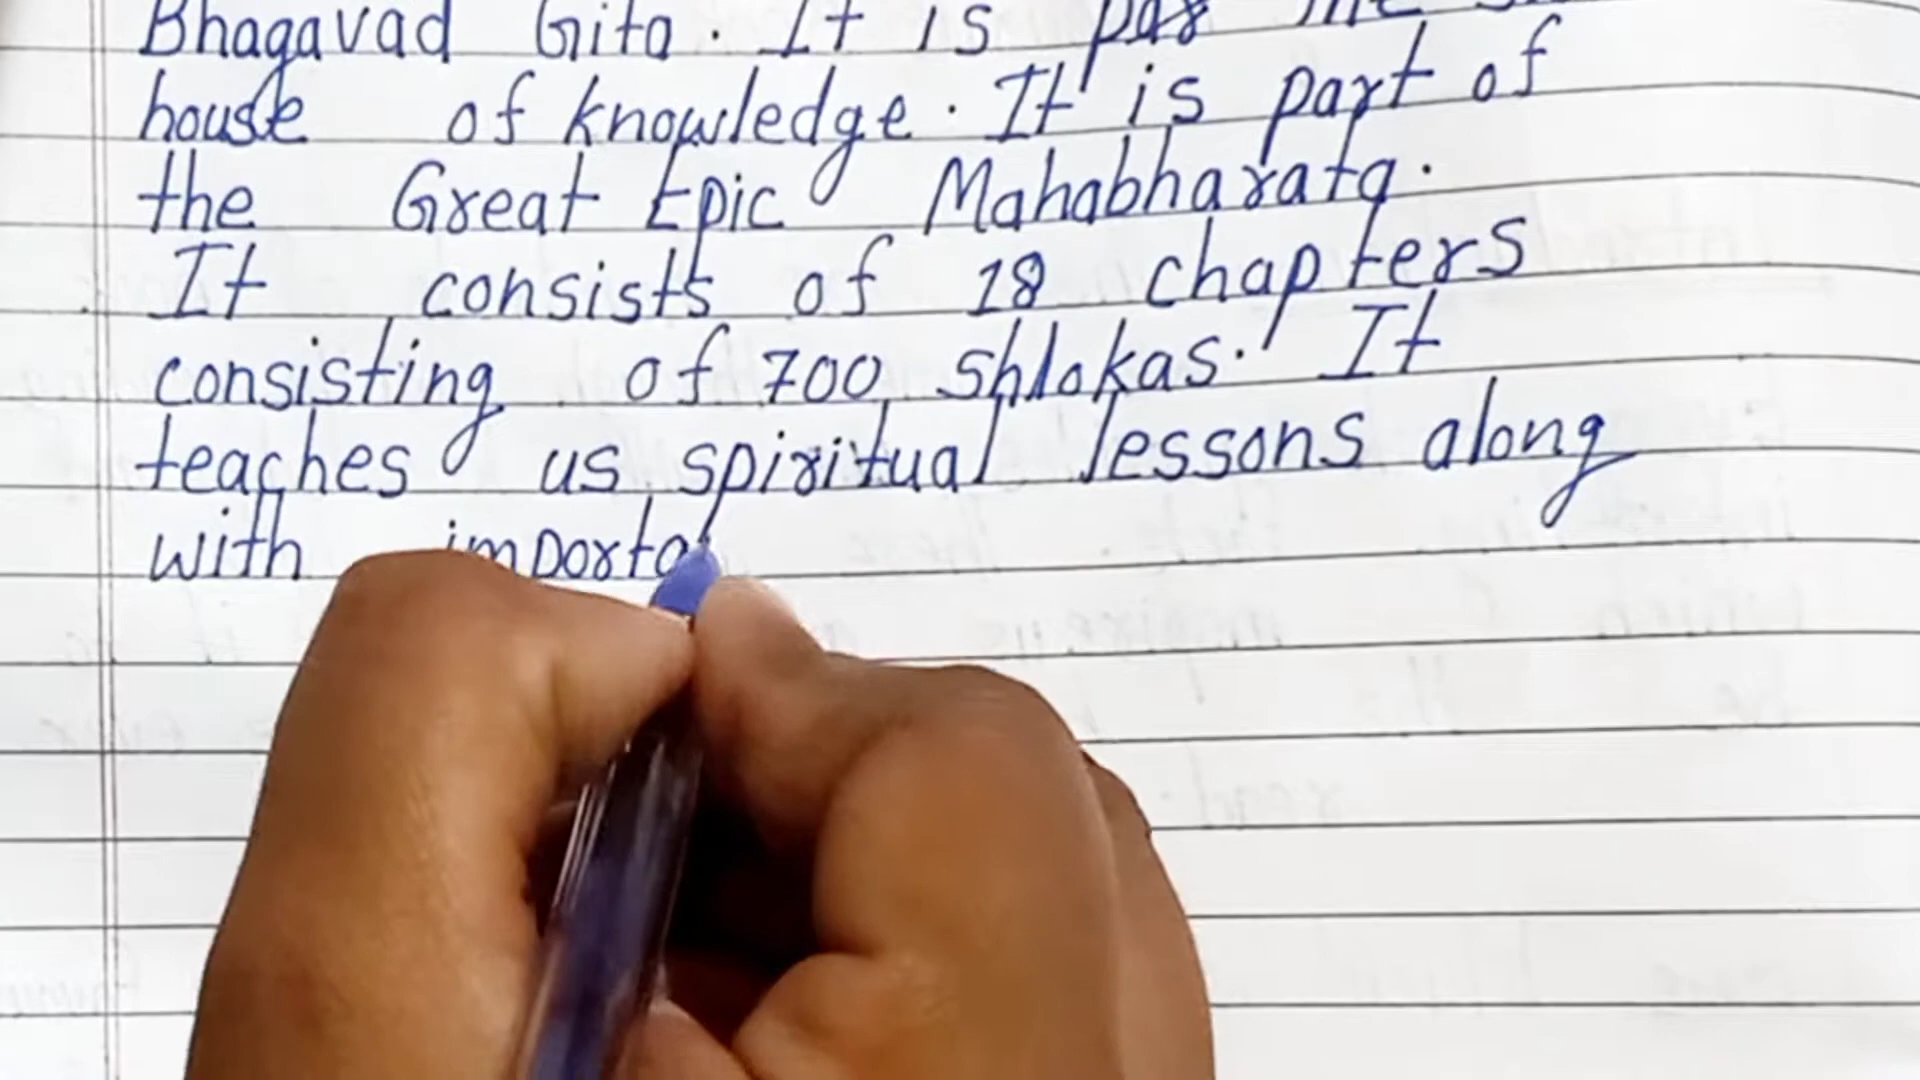 Bhagavad Gita. It is
house of knowledge. It is part of
the Great Epic Mahabharata.
It consists of 18 chapters
consisting of 700 shlokas. It
teaches us spiritual lessons along
with importa